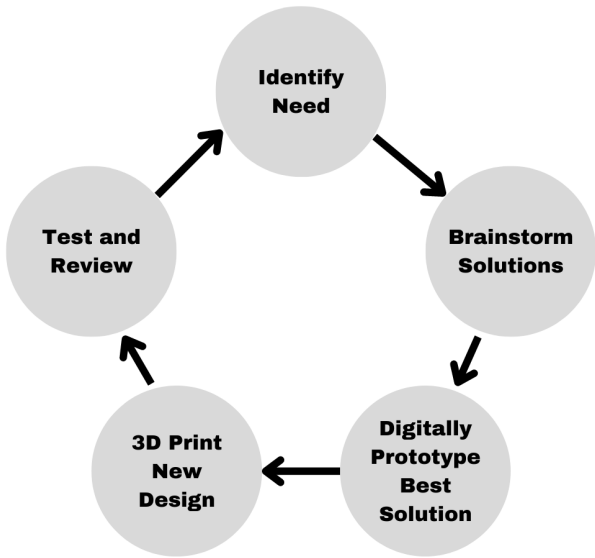 Identify
Need
Brainstorm
Solutions
Digitally
Prototype
Best
Solution
3D Print
New
Design
Test and
Review